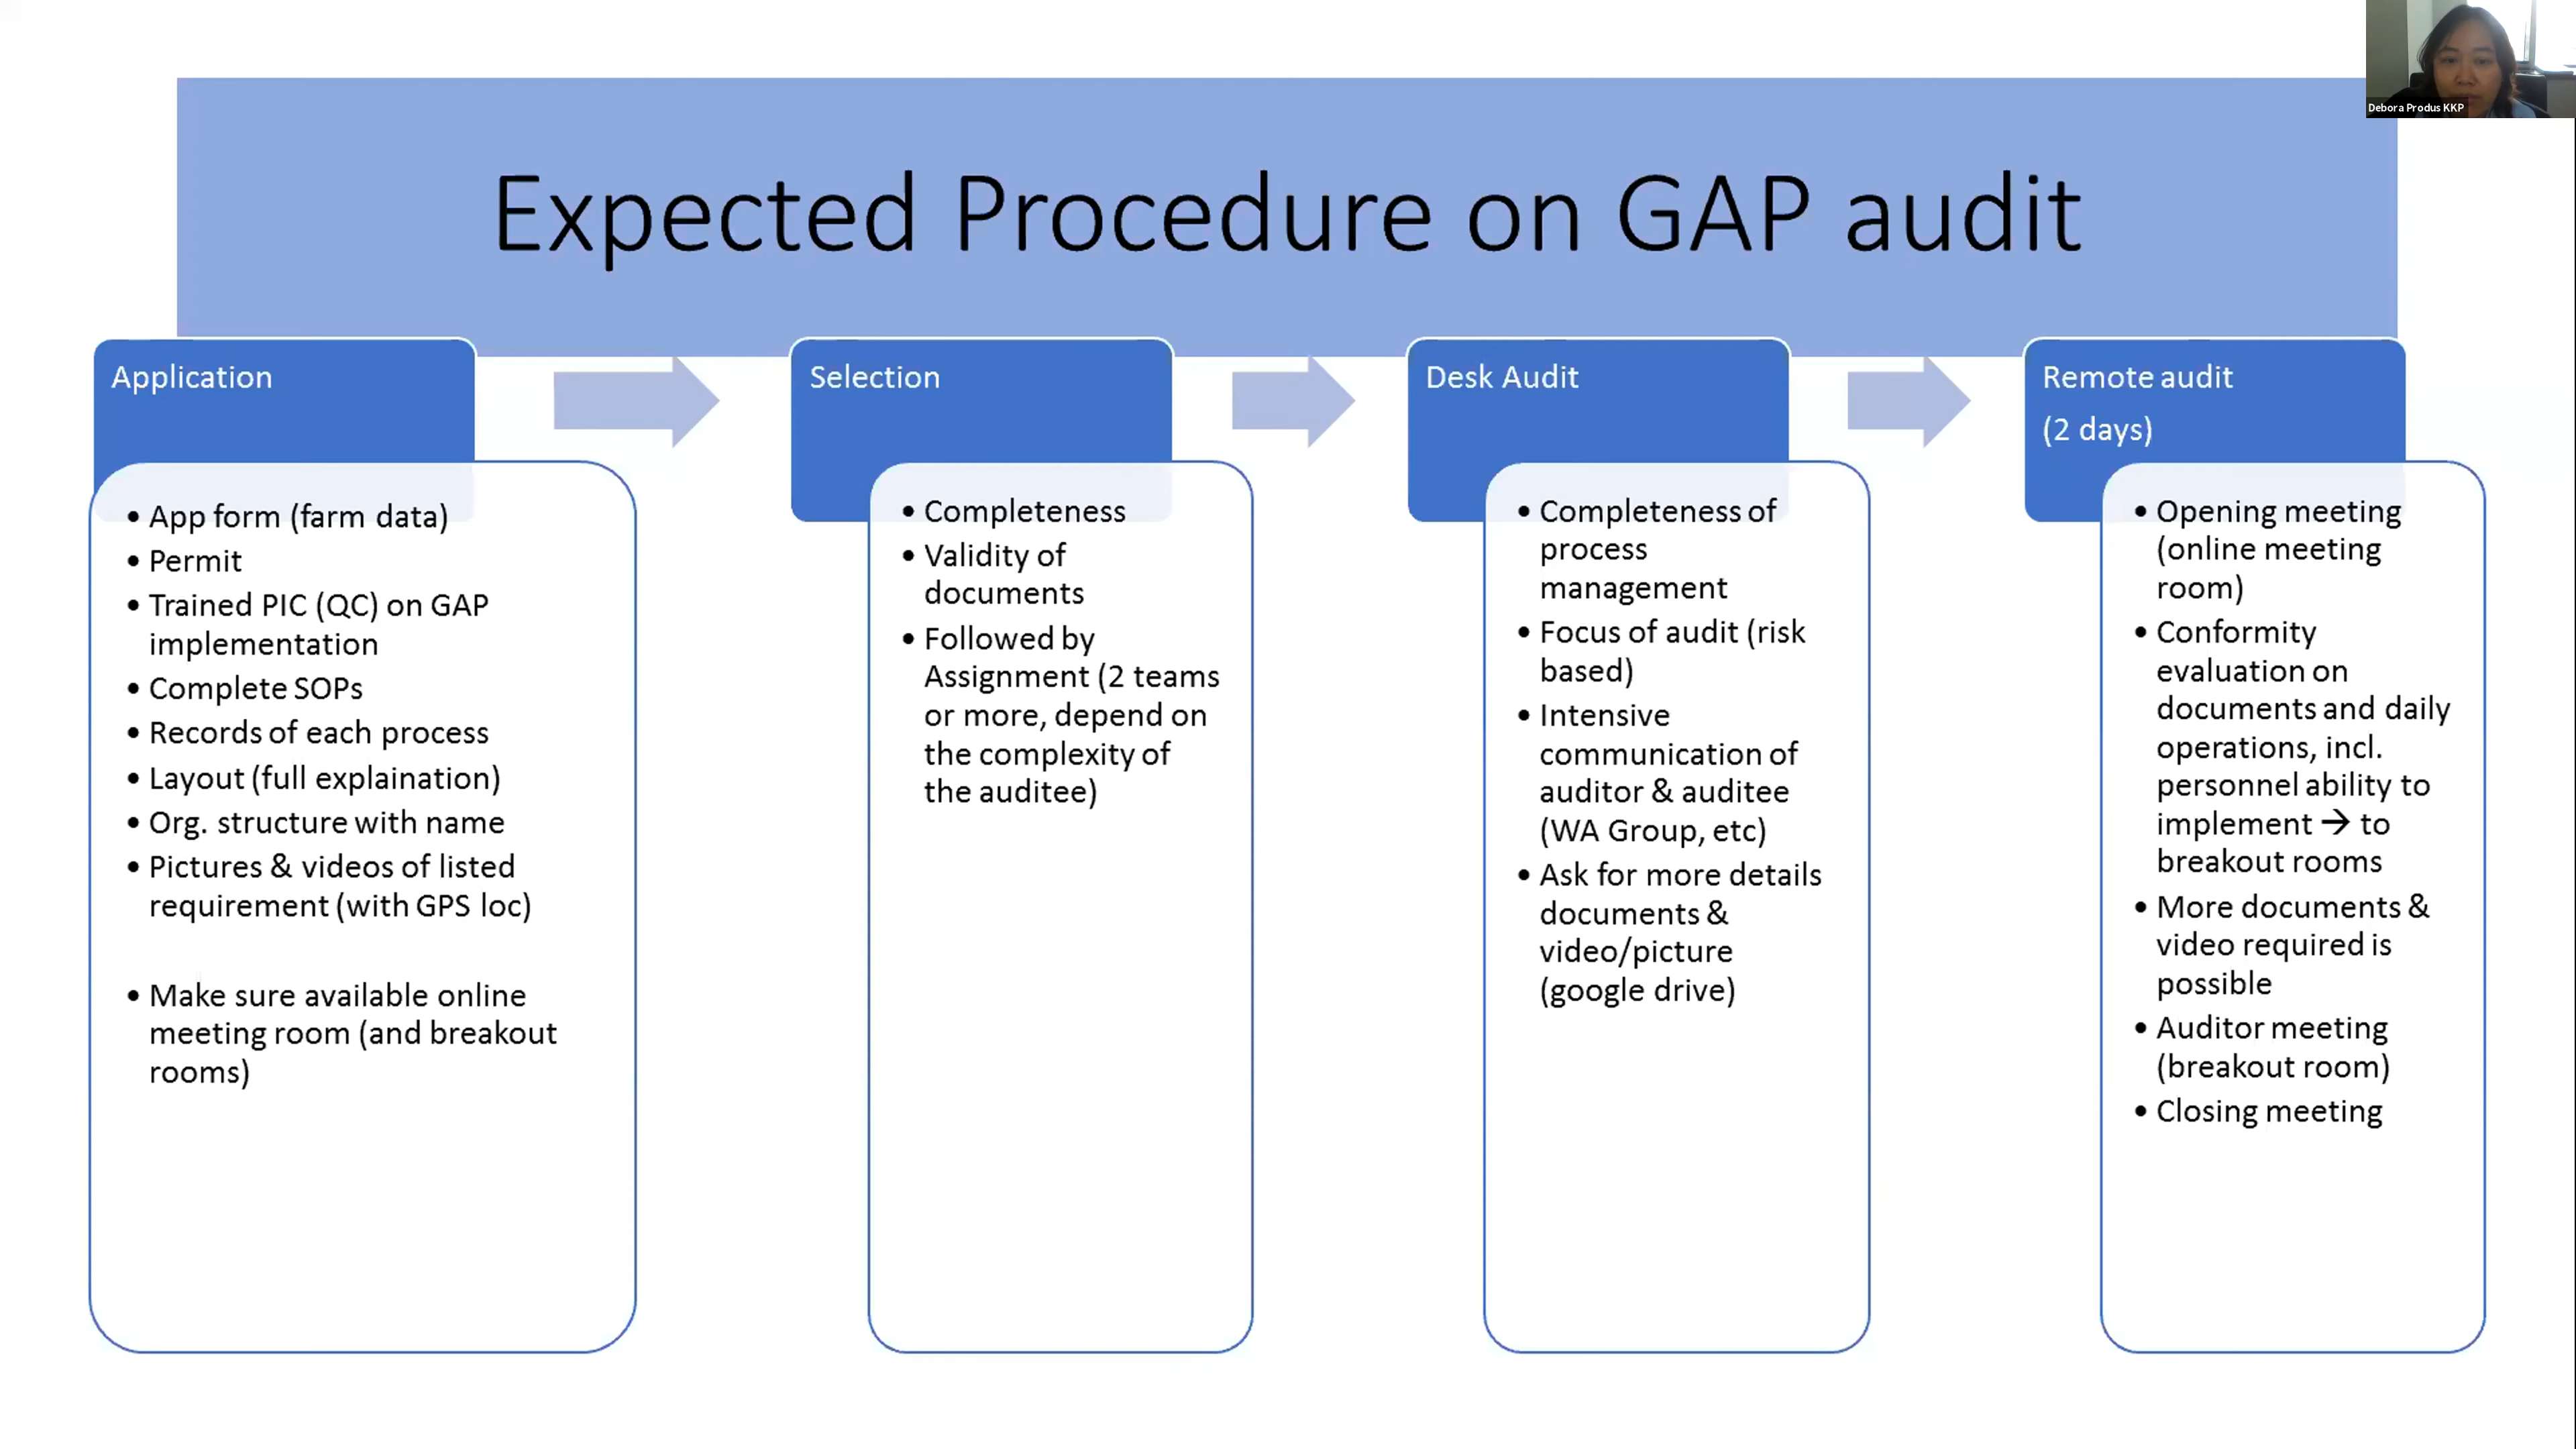 Debora Produs KKP
Expected Procedure on GAP audit
Application
• App form (farm data)
• Permit
• Trained PIC (QC) on GAP
implementation
• Complete SOPs
• Records of each process
• Layout (full explaination)
• Org. structure with name
• Pictures & videos of listed
requirement (with GPS loc)
• Make sure available online
meeting room (and breakout
rooms)
Selection
• Completeness
• Validity of
documents
• Followed by
Assignment (2 teams
or more, depend on
the complexity of
the auditee)
Desk Audit
• Completeness of
process
management
• Focus of audit (risk
based)
• Intensive
communication of
auditor & auditee
(WA Group, etc)
• Ask for more details
documents &
video/picture
(google drive)
Remote audit
(2 days)
• Opening meeting
(online meeting
room)
• Conformity
evaluation on
documents and daily
operations, incl.
personnel ability to
implement → to
breakout rooms
• More documents &
video required is
possible
• Auditor meeting
(breakout room)
• Closing meeting